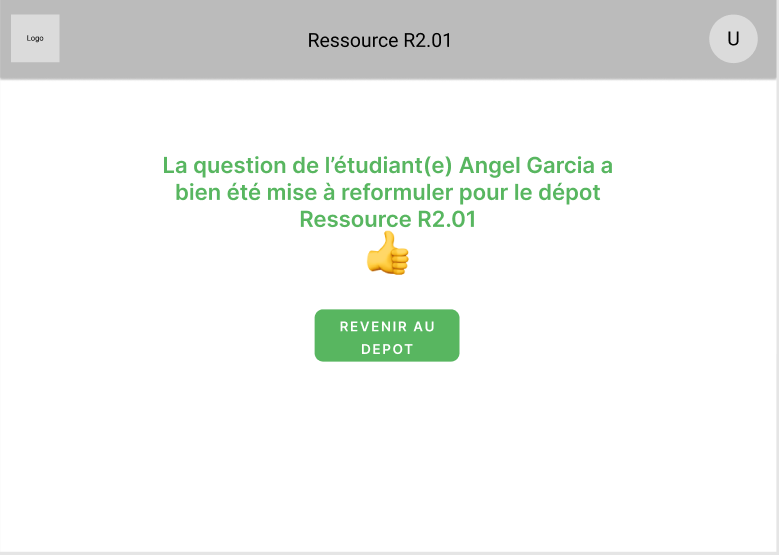 Logo
Ressource R2.01
U
La question de l’étudiant(e) Angel Garcia a
bien été mise à reformuler pour le dépot
Ressource R2.01
REVENIR AU
DEPOT